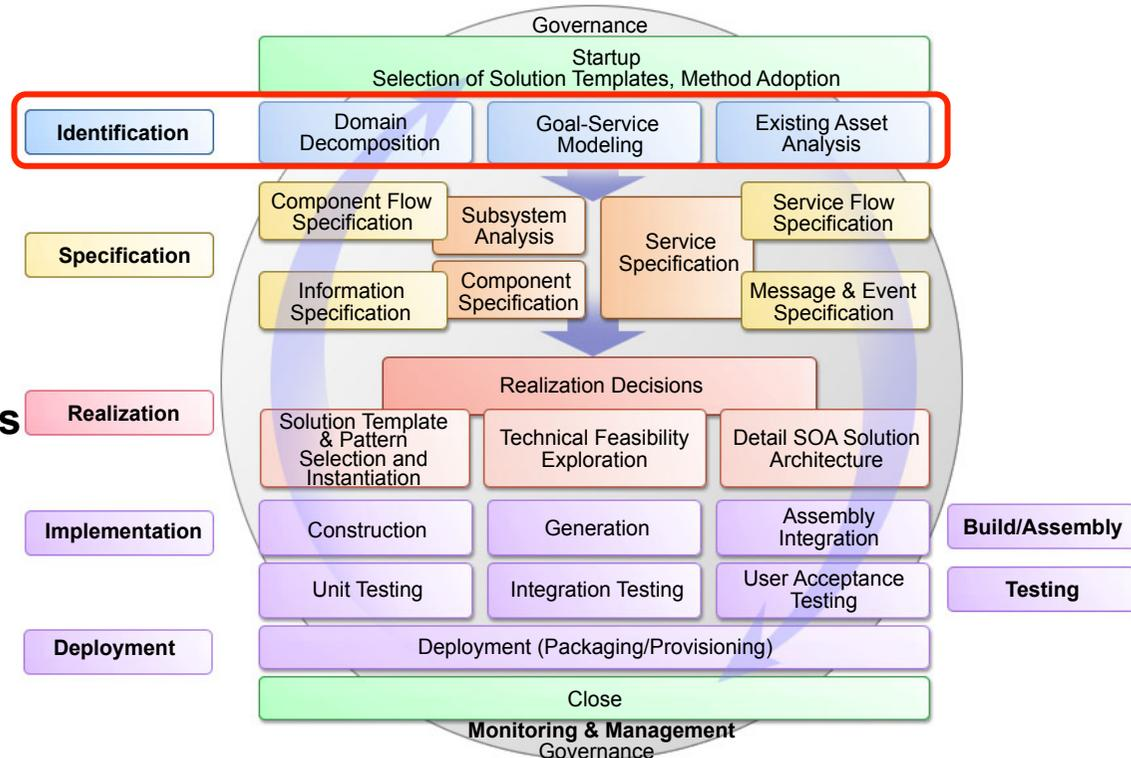 Governance
Startup
Selection of Solution Templates, Method Adoption
Identification
Domain
Decomposition
Goal-Service
Modeling
Existing Asset
Analysis
Specification
Component Flow
Specification
Subsystem
Analysis
Service
Specification
Service Flow
Specification
Information
Specification
Component
Specification
Message & Event
Specification
s
Realization
Realization Decisions
Solution Template
& Pattern
Selection and
Instantiation
Technical Feasibility
Exploration
Detail SOA Solution
Architecture
Implementation
Construction
Generation
Assembly
Integration
Build/Assembly
Unit Testing
Integration Testing
User Acceptance
Testing
Testing
Deployment
Deployment (Packaging/Provisioning)
Close
Monitoring & Management
Governance